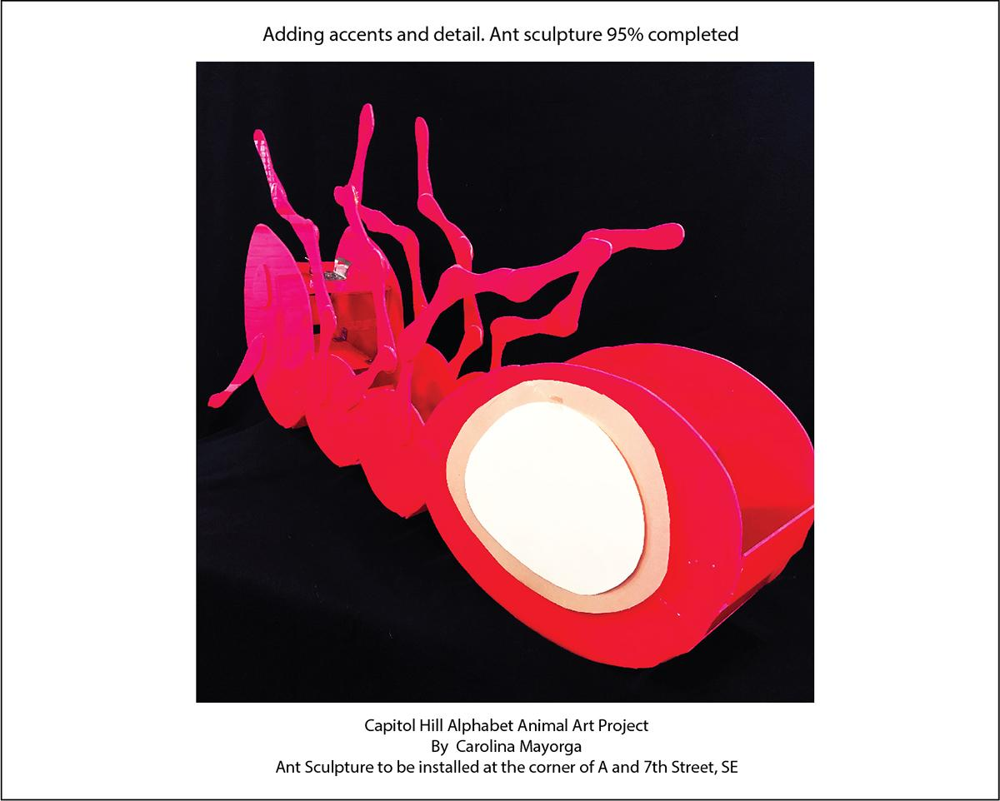 Adding accents and detail. Ant sculpture 95% completed
Capitol Hill Alphabet Animal Art Project
By Carolina Mayorga
Ant Sculpture to be installed at the corner of A and 7th Street, SE